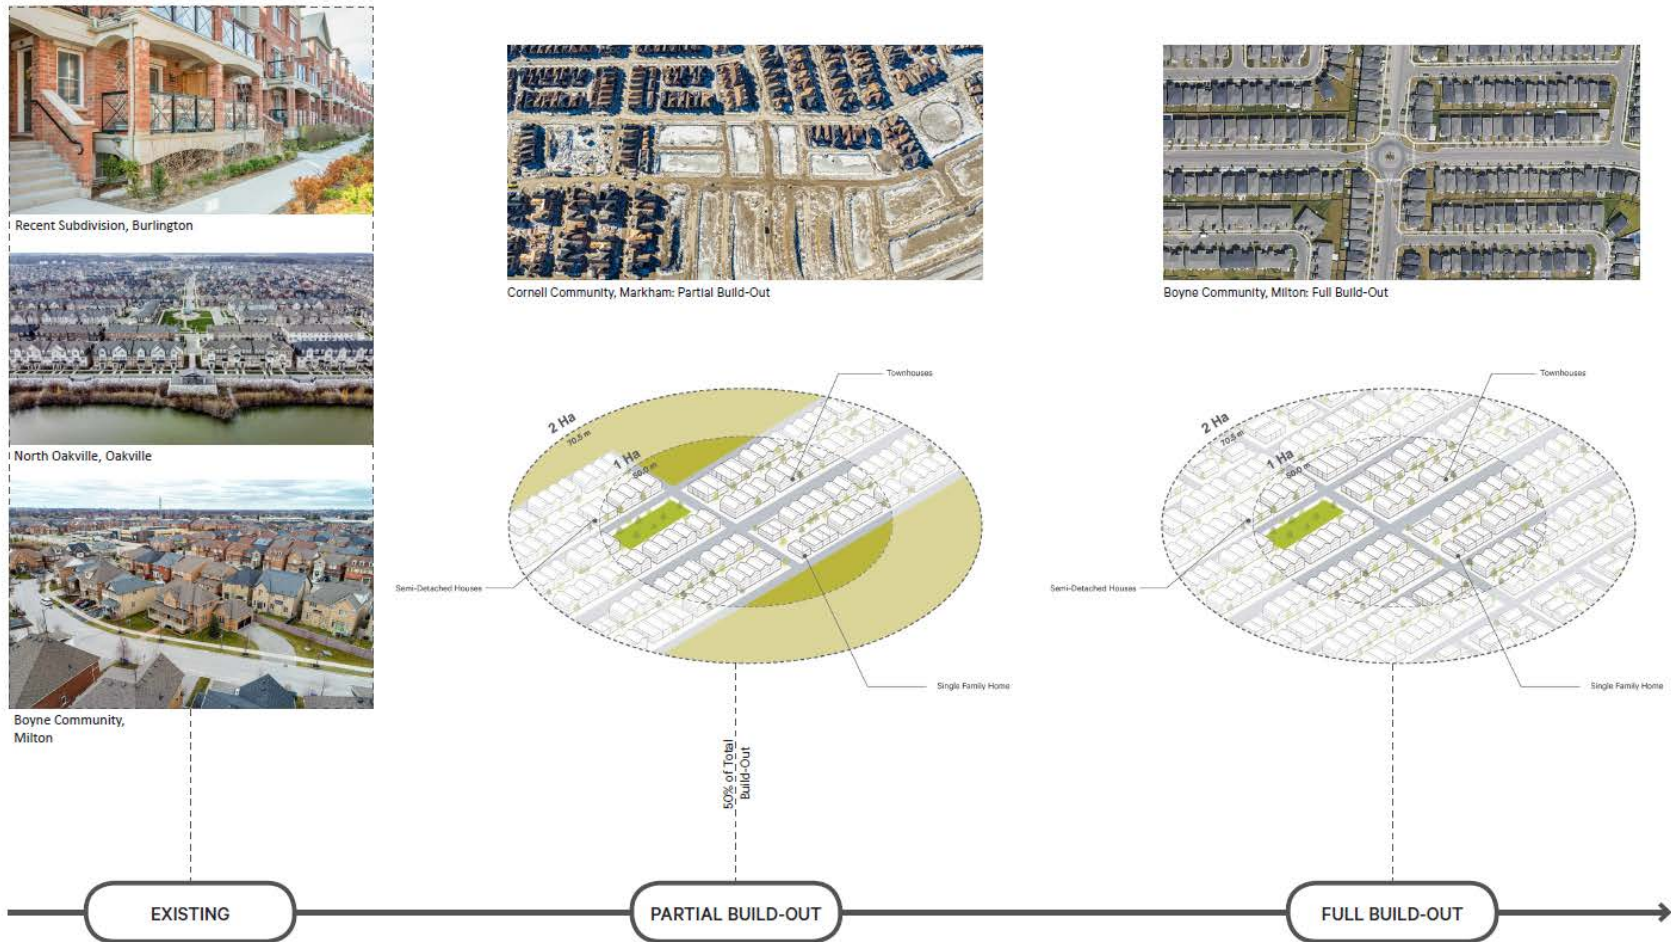 Recent Subdivision, Burlington
North Oakville, Oakville
Boyne Community,
Milton
Cornell Community, Markham: Partial Build-Out
Townhouses
2 Ha
70.5 m
1 Ha
50.0 m
Semi-Detached Houses
Single Family Home
50% of Total
Build-Out
Boyne Community, Milton: Full Build-Out
Townhouses
2 Ha
70.5 m
1 Ha
50.0 m
Semi-Detached Houses
Single Family Home
EXISTING
PARTIAL BUILD-OUT
FULL BUILD-OUT